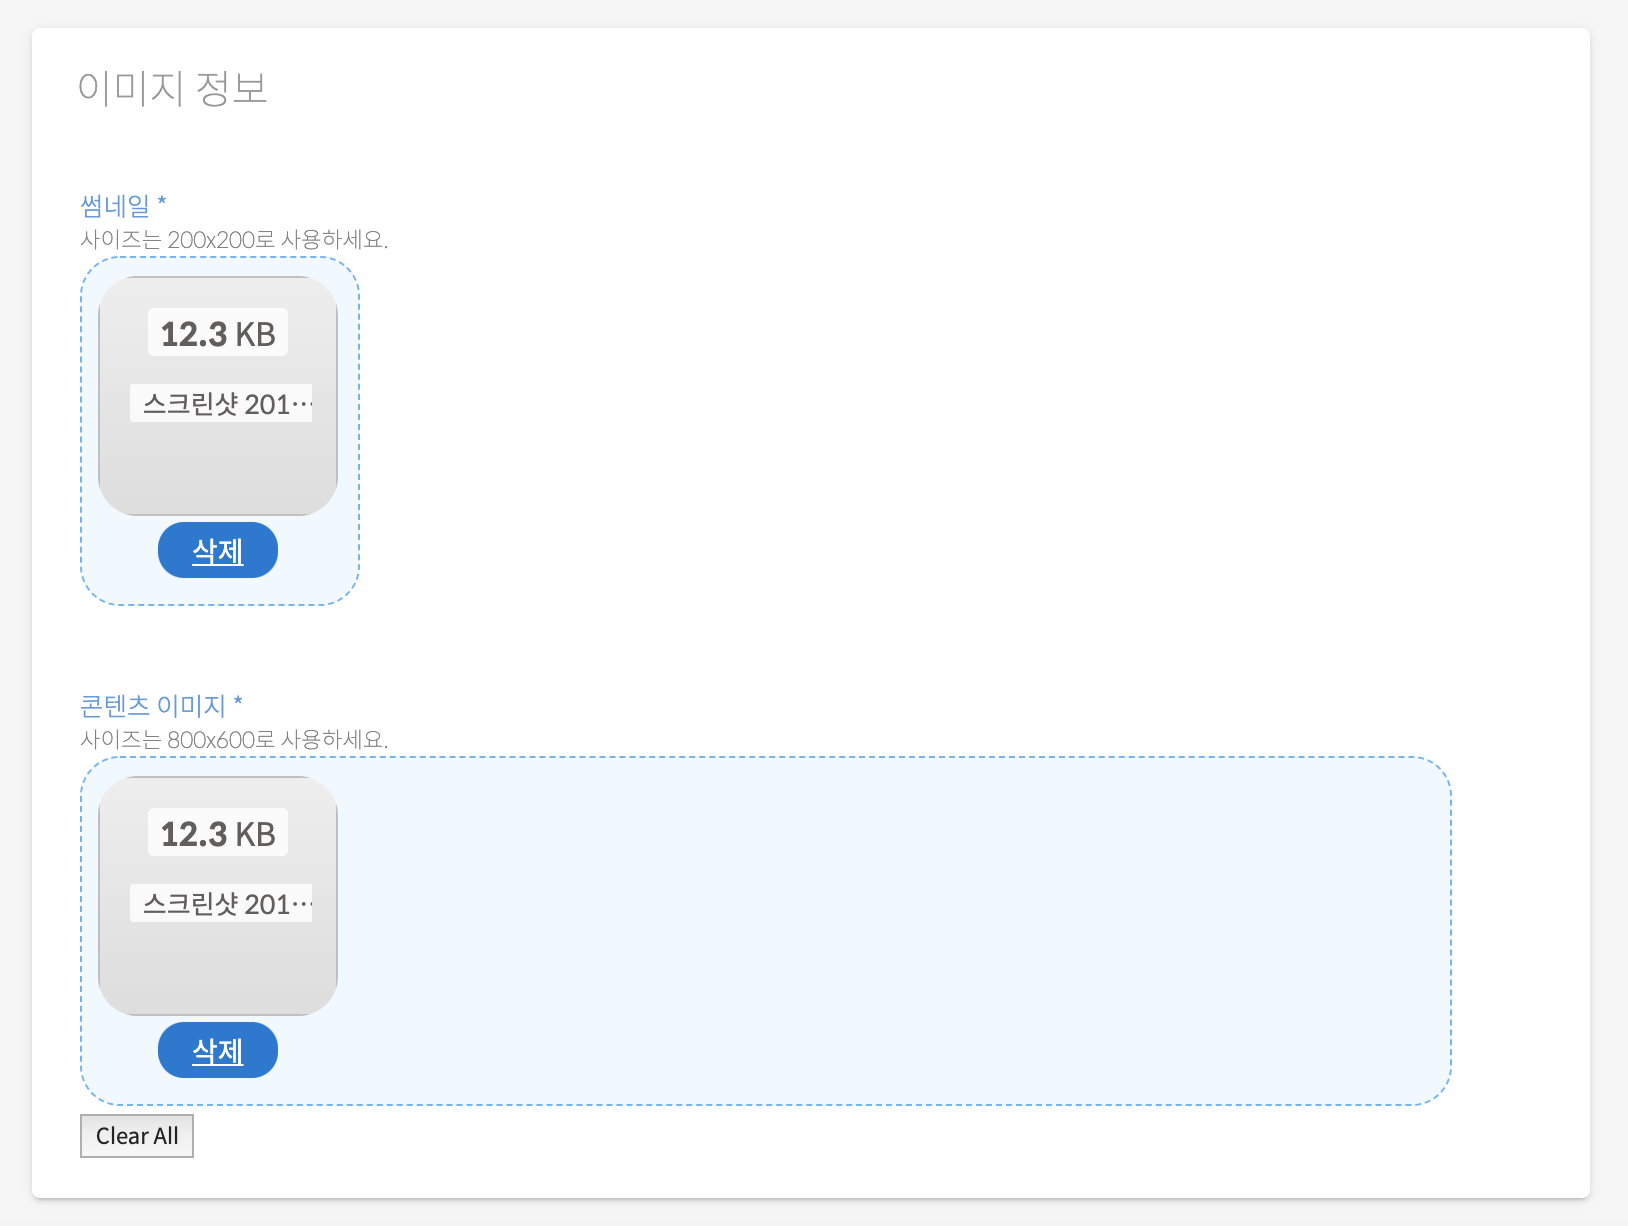 이미지 정보
썸네일 *
사이즈는 200x200로 사용하세요.
12.3 KB
스크린샷 201···
삭제
콘텐츠 이미지 *
사이즈는 800x600로 사용하세요.
12.3 KB
스크린샷 201···
삭제
Clear All